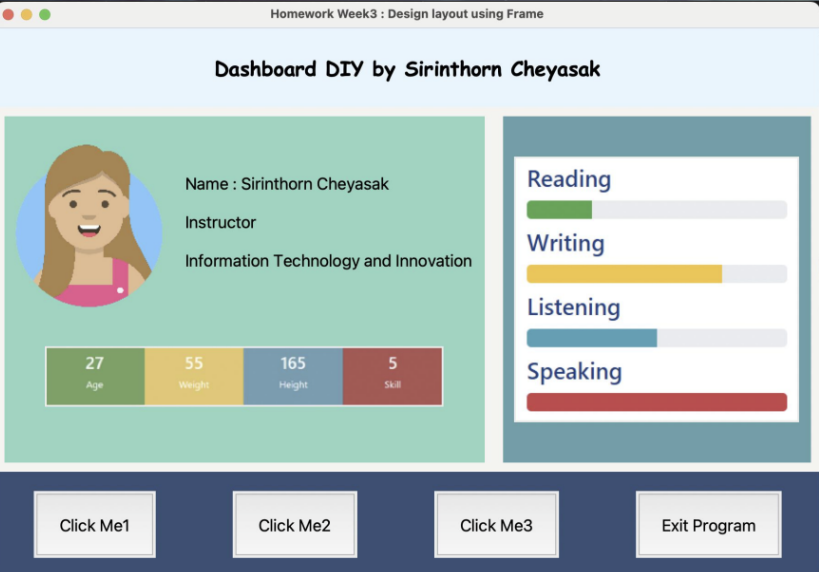 Homework Week3 : Design layout using Frame
Dashboard DIY by Sirinthorn Cheyasak
Name : Sirinthorn Cheyasak
Instructor
Information Technology and Innovation
27 55 165 5
Age Weight Height Skill
Reading
Writing
Listening
Speaking
Click Me1 Click Me2 Click Me3 Exit Program